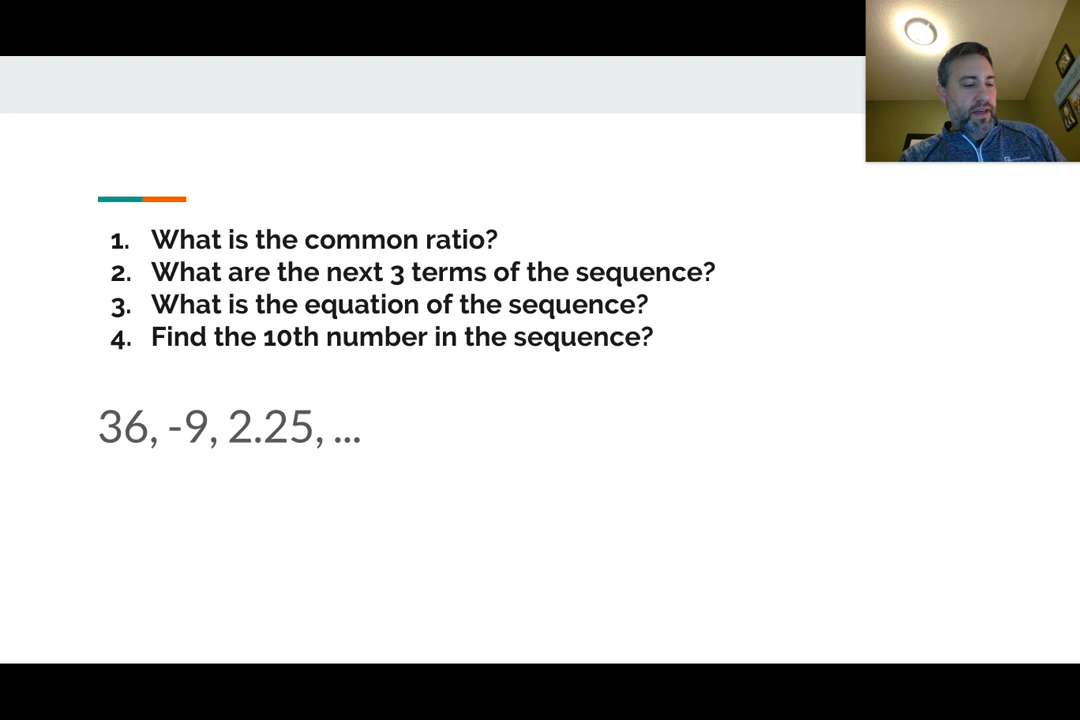 1. What is the common ratio?
2. What are the next 3 terms of the sequence?
3. What is the equation of the sequence?
4. Find the 10th number in the sequence?
36, -9, 2.25, ...